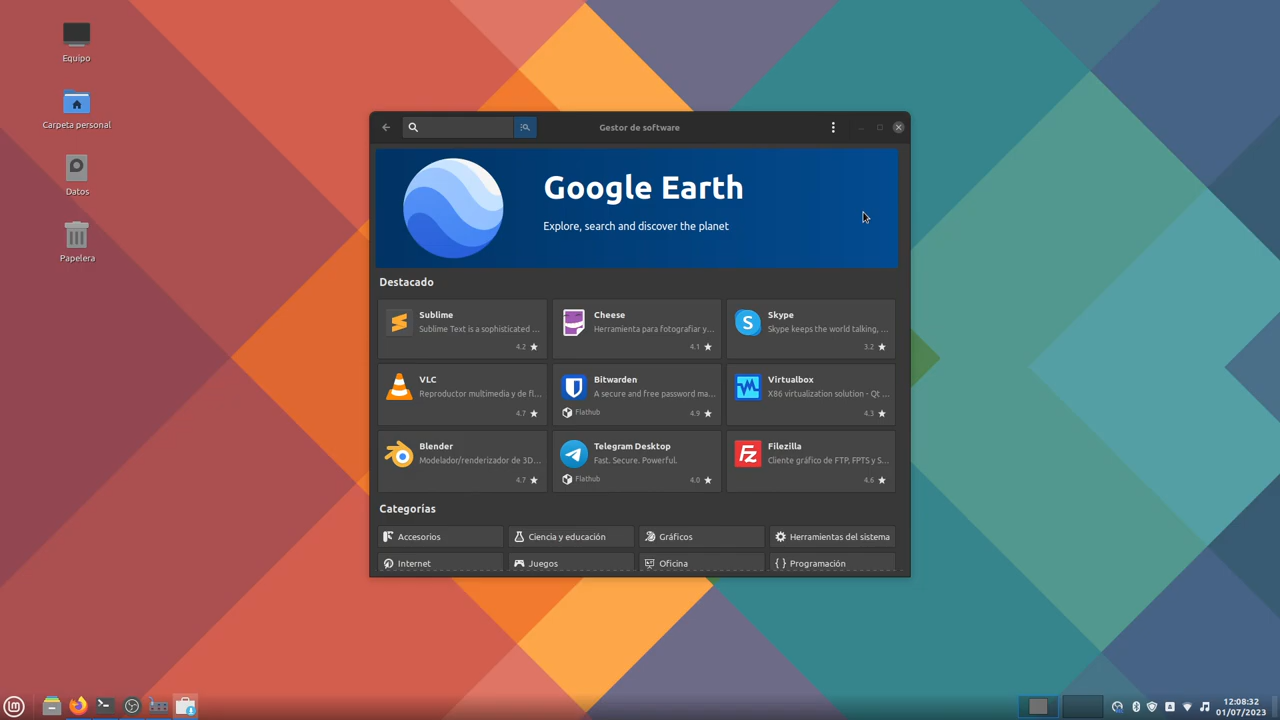 Equipo
Carpeta personal
Datos
Papelera
Gestor de software
Google Earth
Explore, search and discover the planet
Destacado
Sublime
Sublime Text is a sophisticated ...
4.2 ★
Cheese
Herramienta para fotografiar y...
4.1 ★
Skype
Skype keeps the world talking, ...
3.2 ★
VLC
Reproductor multimedia y de fl...
4.7 ★
Bitwarden
A secure and free password ma...
Flathub 4.9 ★
Virtualbox
X86 virtualization solution - Qt ...
4.3 ★
Blender
Modelador/renderizado de 3D...
4.7 ★
Telegram Desktop
Fast. Secure. Powerful.
Flathub 4.0 ★
Filezilla
Cliente gráfico de FTP, FPTS y S...
4.6 ★
Categorías
Accesorios
Ciencia y educación
Gráficos
Herramientas del sistema
Internet
Juegos
Oficina
Programación
12:08:32
01/07/2023